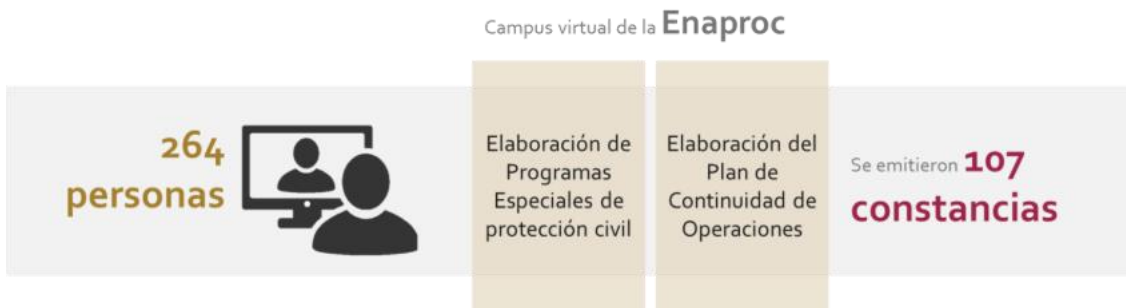 Campus virtual de la Enaproc
264
personas
Elaboración de
Programas
Especiales de
protección civil
Elaboración del
Plan de
Continuidad de
Operaciones
Se emitieron 107
constancias